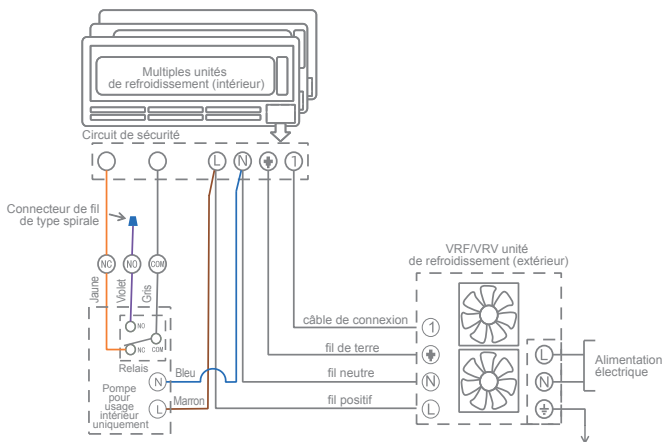 Multiples unités
de refroidissement (intérieur)
Circuit de sécurité
L
N
1
Connecteur de fil
de type spirale
NC
NO
COM
Jaune
Violet
Gris
NO
NC COM
Relais
Pompe
pour
usage
intérieur
uniquement
N
L
Bleu
Marron
VRF/VRV unité
de refroidissement (extérieur)
câble de connexion
1
fil de terre
fil neutre
N
fil positif
L
L
N
Alimentation
électrique